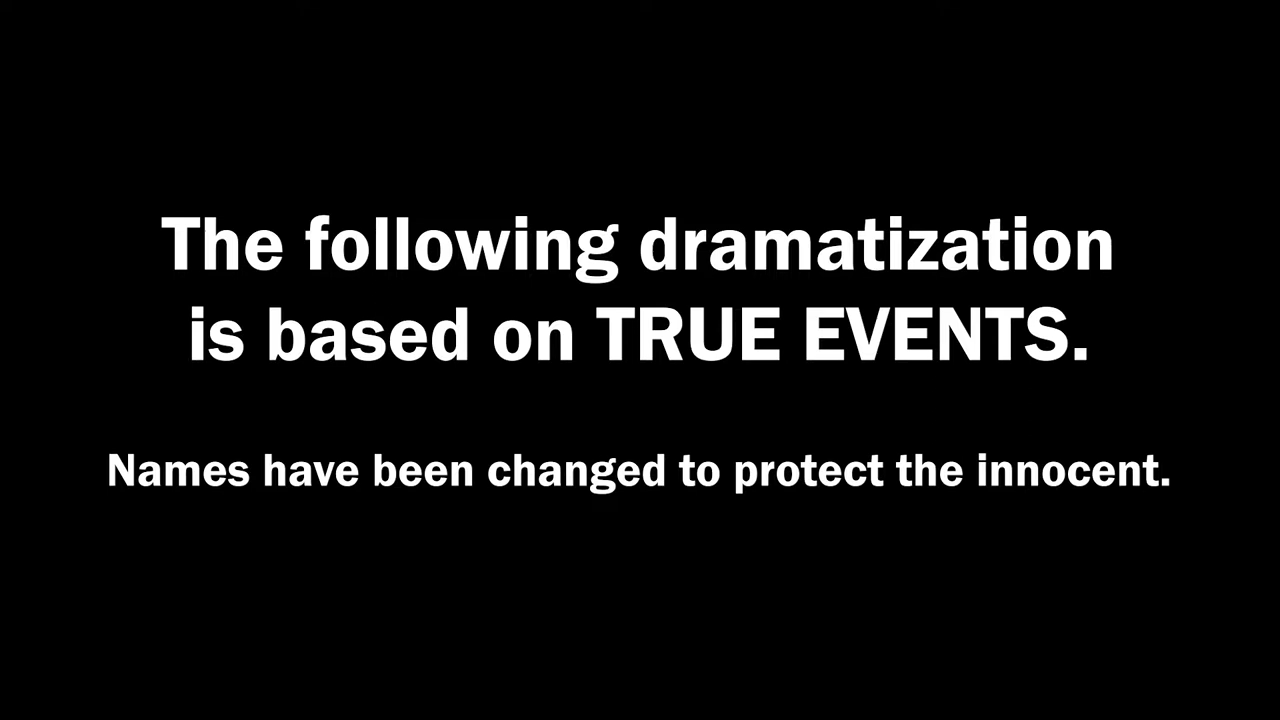 The following dramatization
is based on TRUE EVENTS.
Names have been changed to protect the innocent.